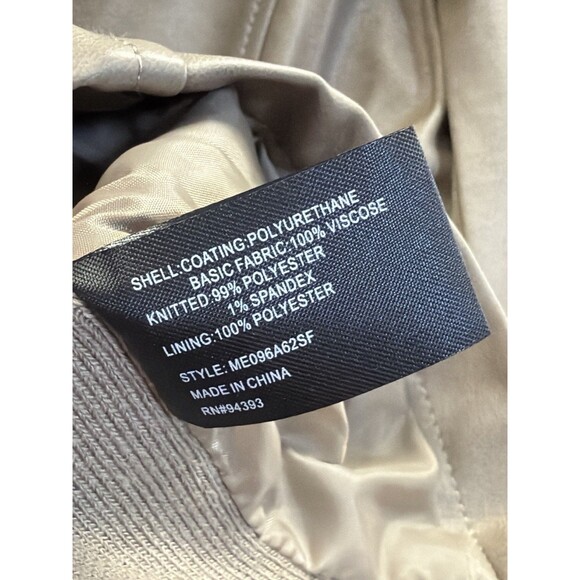 SHELL:COATING:POLYURETHANE
BASIC FABRIC:100% VISCOSE
KNITTED:99% POLYESTER
1% SPANDEX
LINING:100% POLYESTER
STYLE: ME096A62SF
MADE IN CHINA
RN#94393